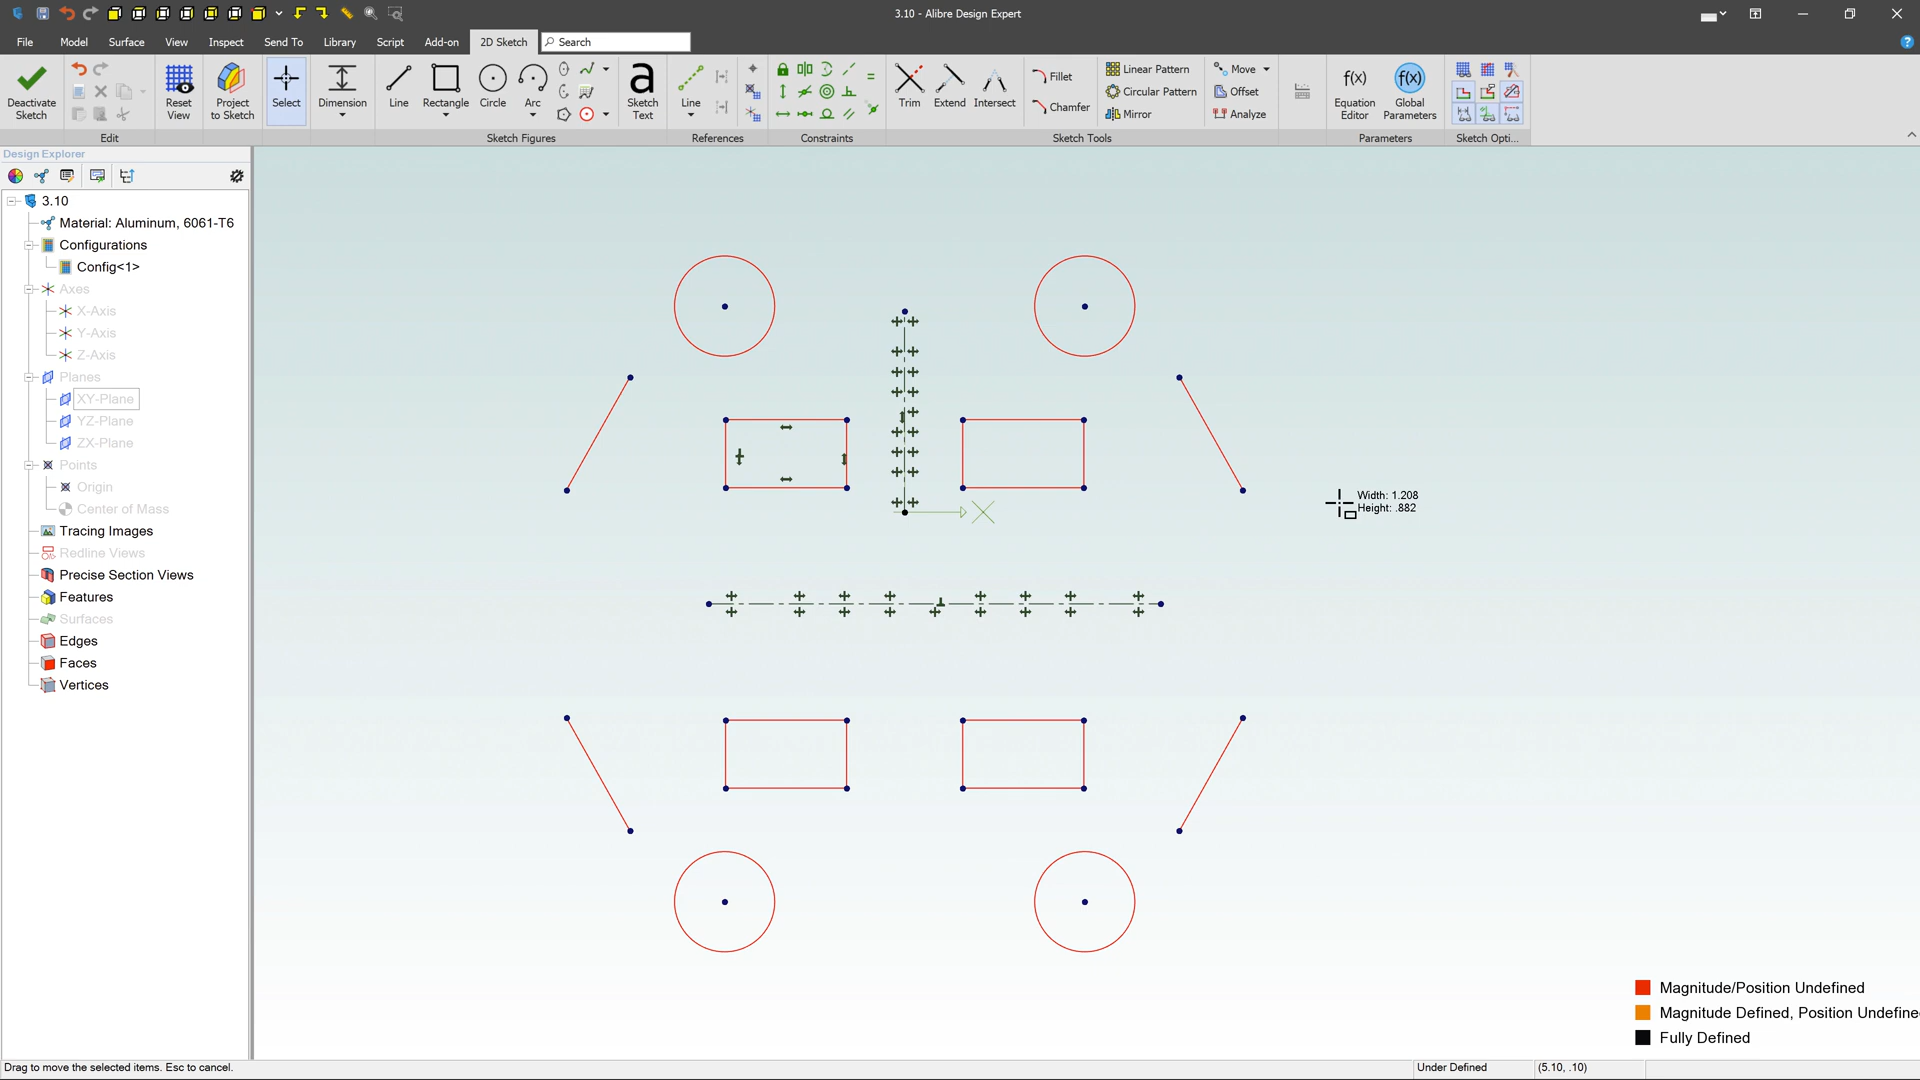 3.10 - Alibre Design Expert
File Model Surface View Inspect Send To Library Script Add-on 2D Sketch Search
Deactivate Sketch
Reset View
Project to Sketch
Select
Dimension
Line
Rectangle
Circle
Arc
Sketch Text
Line
Trim
Extend
Intersect
Fillet
Chamfer
Linear Pattern
Circular Pattern
Mirror
Move
Offset
Analyze
Equation Editor
Global Parameters
Edit
Sketch Figures
References
Constraints
Sketch Tools
Parameters
Sketch Opti...
Design Explorer
3.10
Material: Aluminum, 6061-T6
Configurations
Config<1>
Axes
X-Axis
Y-Axis
Z-Axis
Planes
XY-Plane
YZ-Plane
ZX-Plane
Points
Origin
Center of Mass
Tracing Images
Redline Views
Precise Section Views
Features
Surfaces
Edges
Faces
Vertices
Width: 1.208
Height: .882
Magnitude/Position Undefined
Magnitude Defined, Position Undefine
Fully Defined
Drag to move the selected items. Esc to cancel.
Under Defined
(5.10, .10)